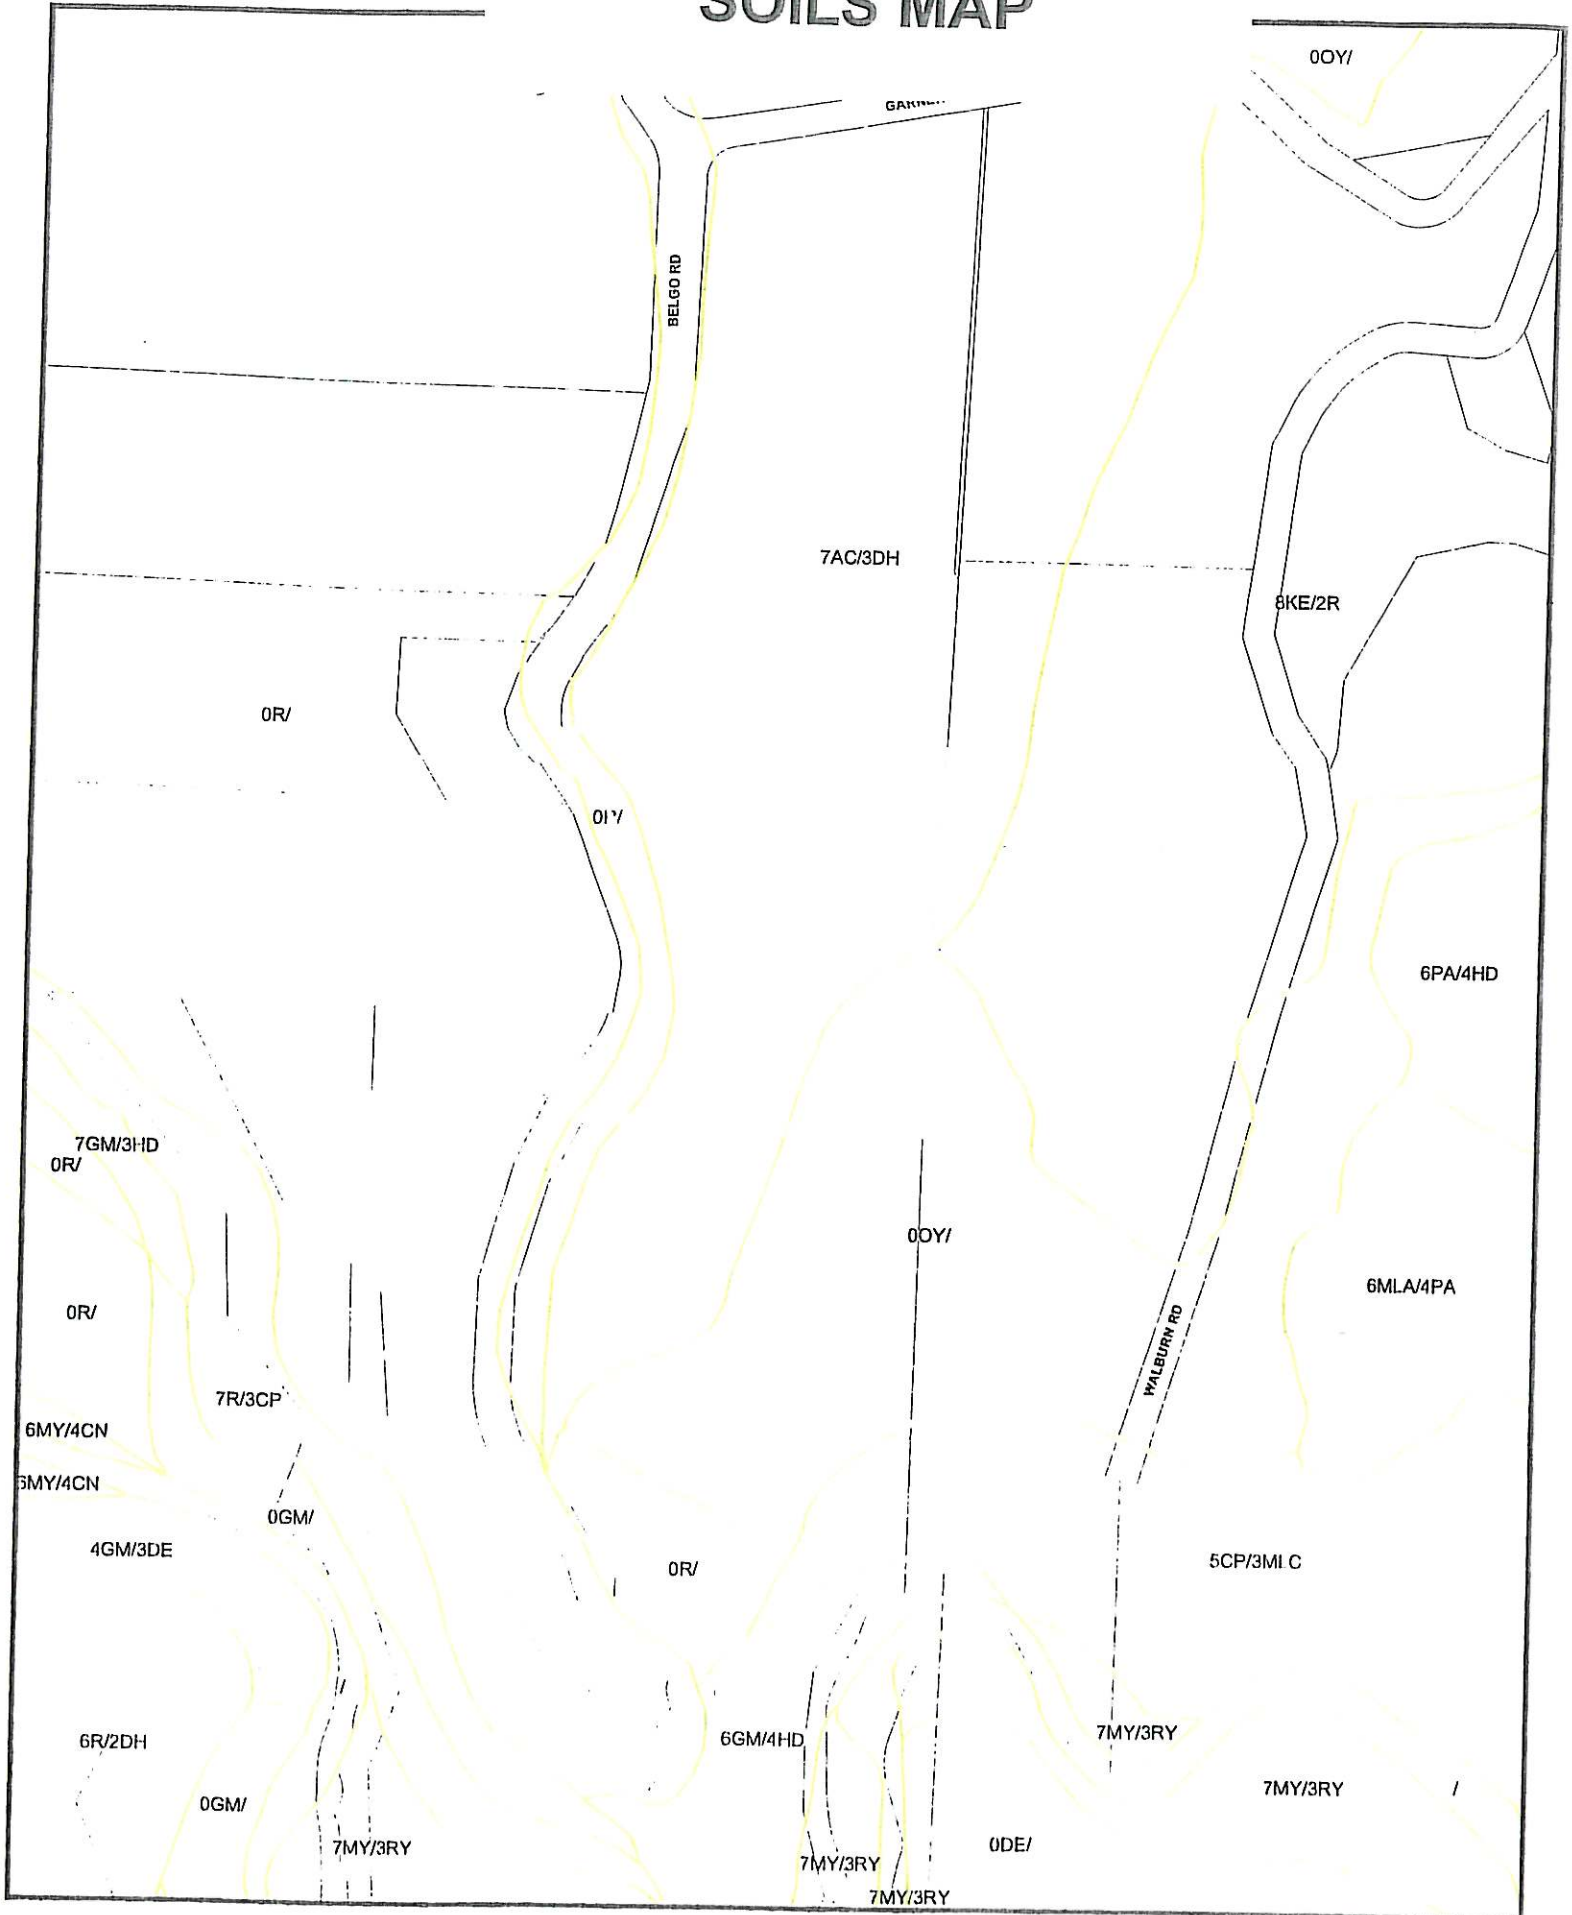 SOILS MAP
0OY/
BELGO RD
7AC/3DH
8KE/2R
0R/
6PA/4HD
7GM/3HD
0R/
0OY/
6MLA/4PA
0R/
WALBURN RD
7R/3CP
6MY/4CN
6MY/4CN
0GM/
4GM/3DE
0R/
5CP/3MLC
7MY/3RY
6GM/4HD
6R/2DH
7MY/3RY
/
0GM/
0DE/
7MY/3RY
7MY/3RY
7MY/3RY